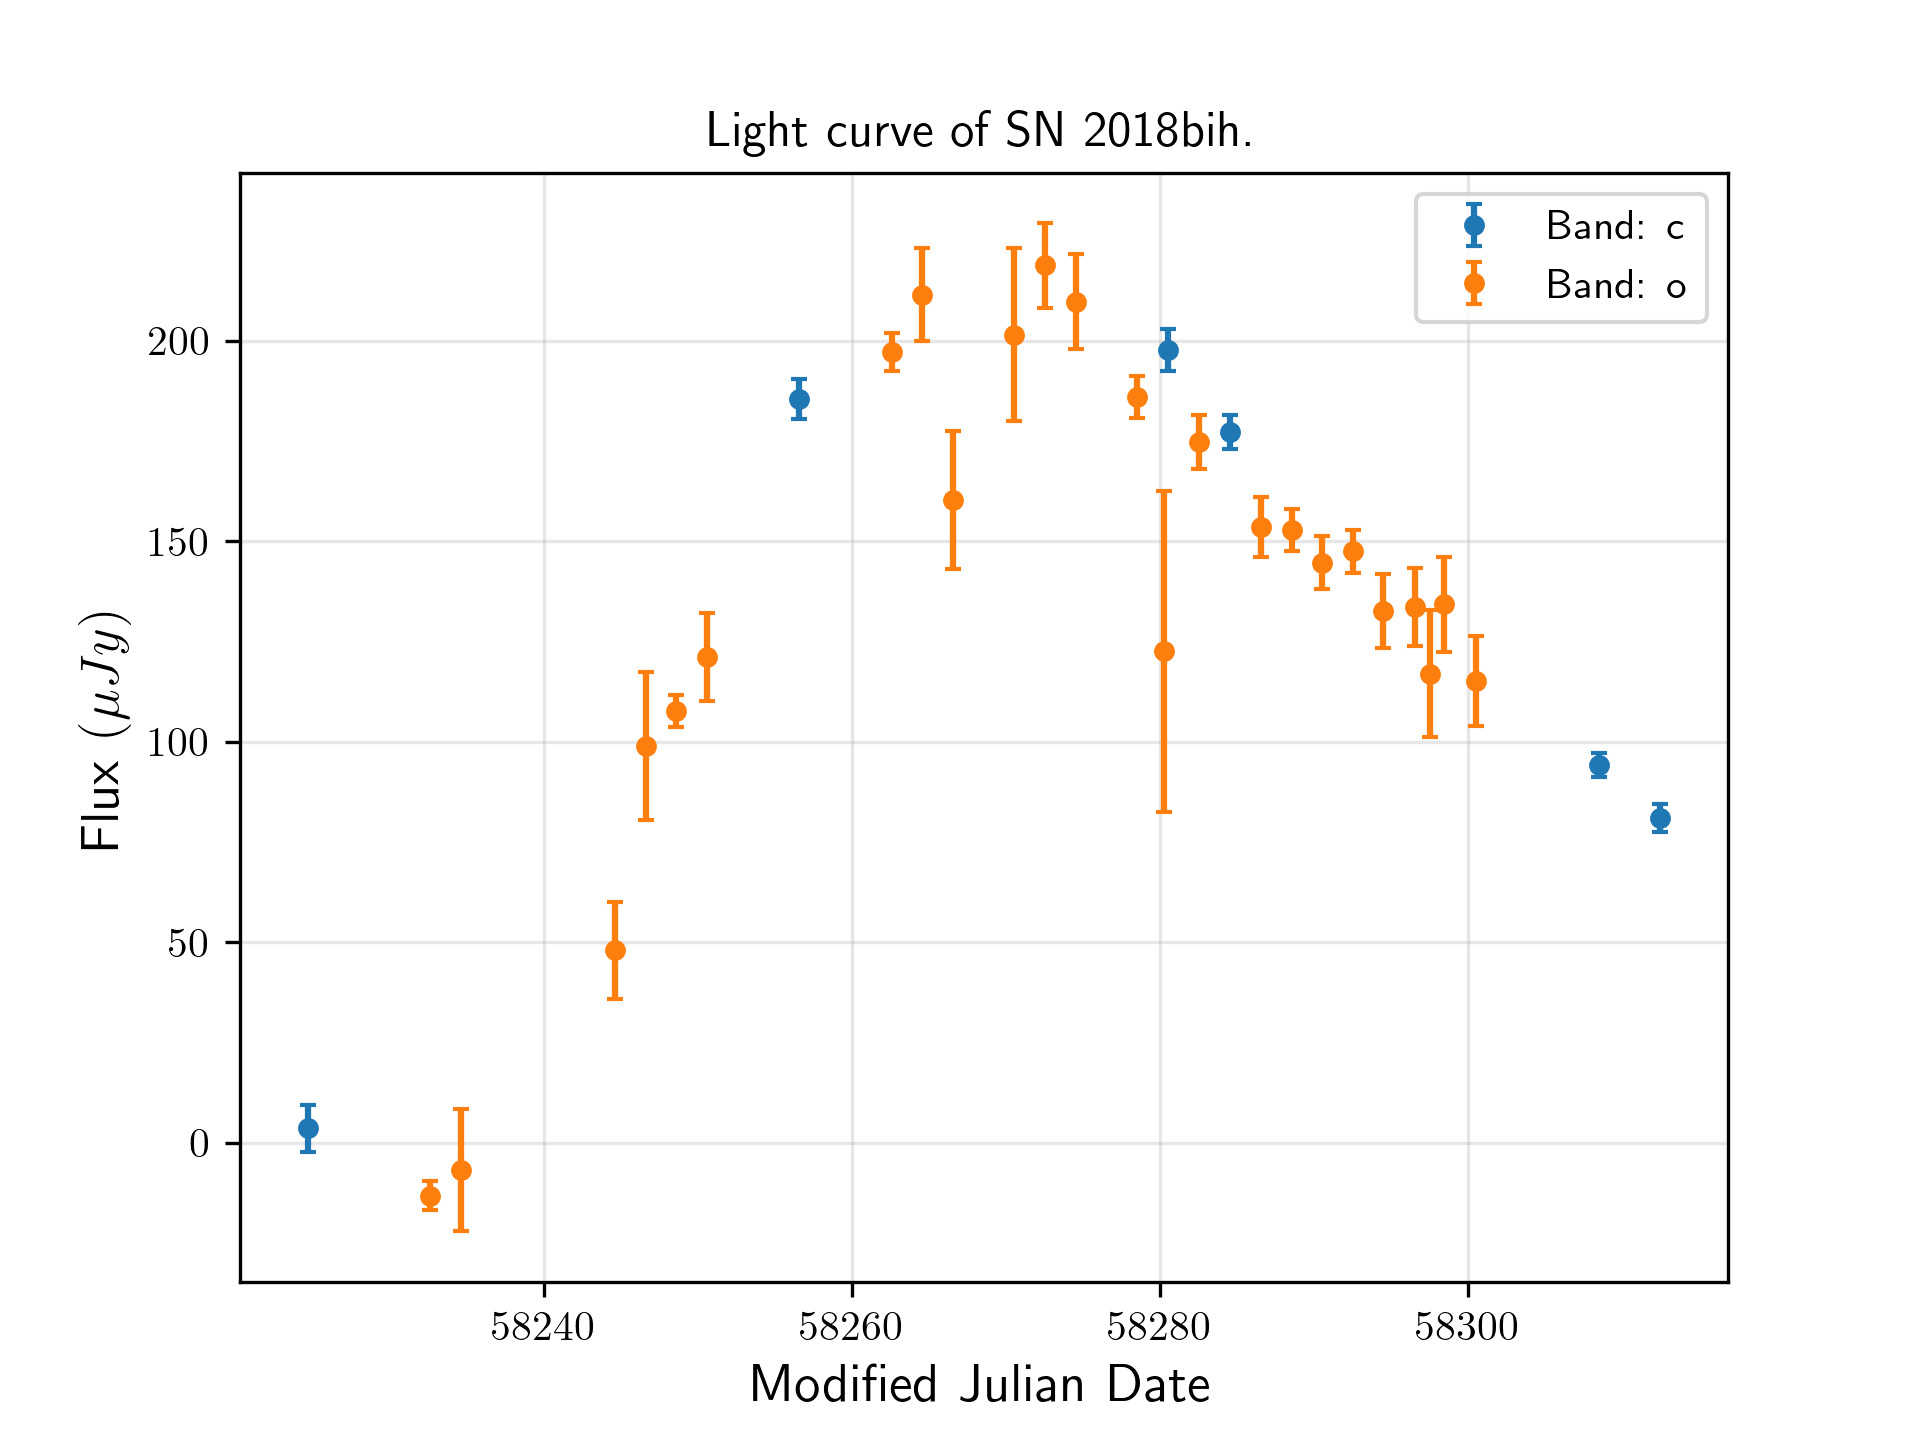 Light curve of SN 2018bih.
Band: c
Band: o
Flux (μJy)
200
150
100
50
0
58240 58260 58280 58300
Modified Julian Date